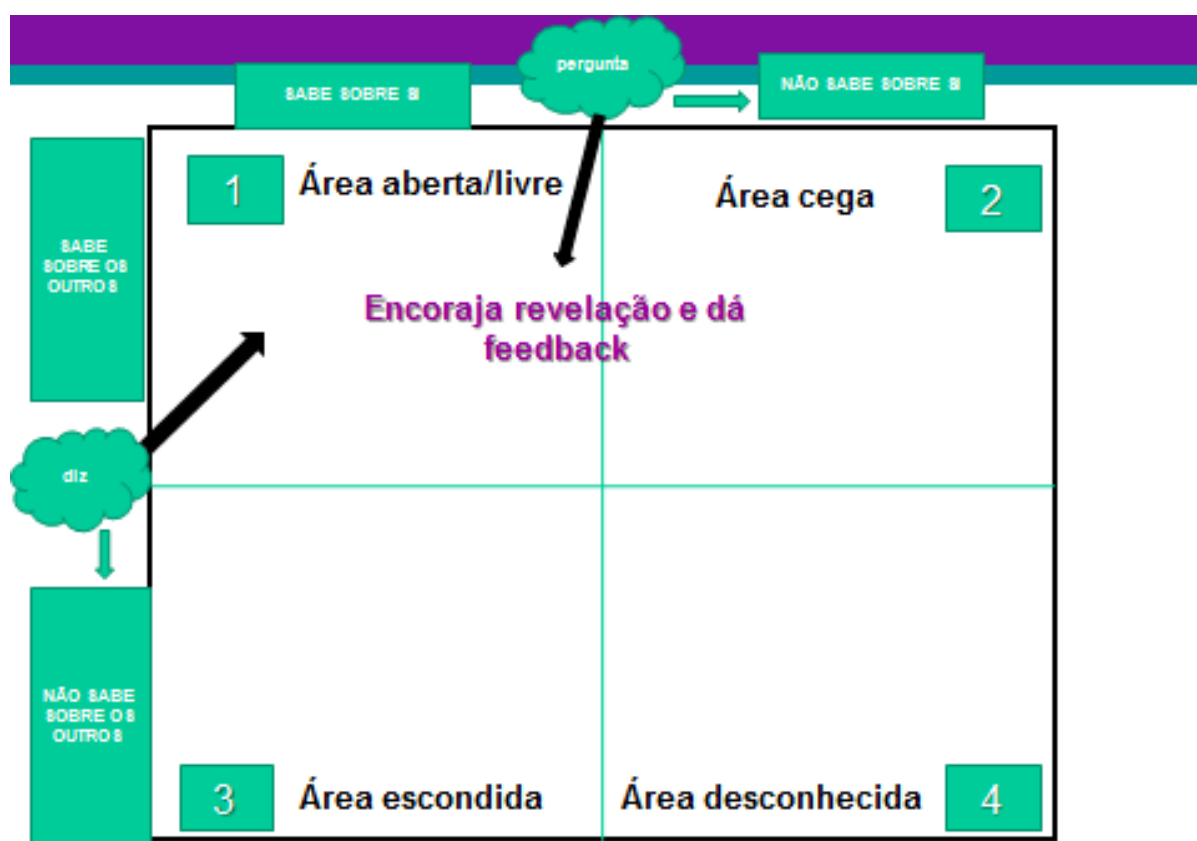 pergunta
SABE SOBRE SI
NÃO SABE SOBRE SI
1
Área aberta/livre
Área cega
2
SABE
SOBRE OS
OUTROS
Encoraja revelação e dá
feedback
diz
NÃO SABE
SOBRE OS
OUTROS
3
Área escondida
Área desconhecida
4